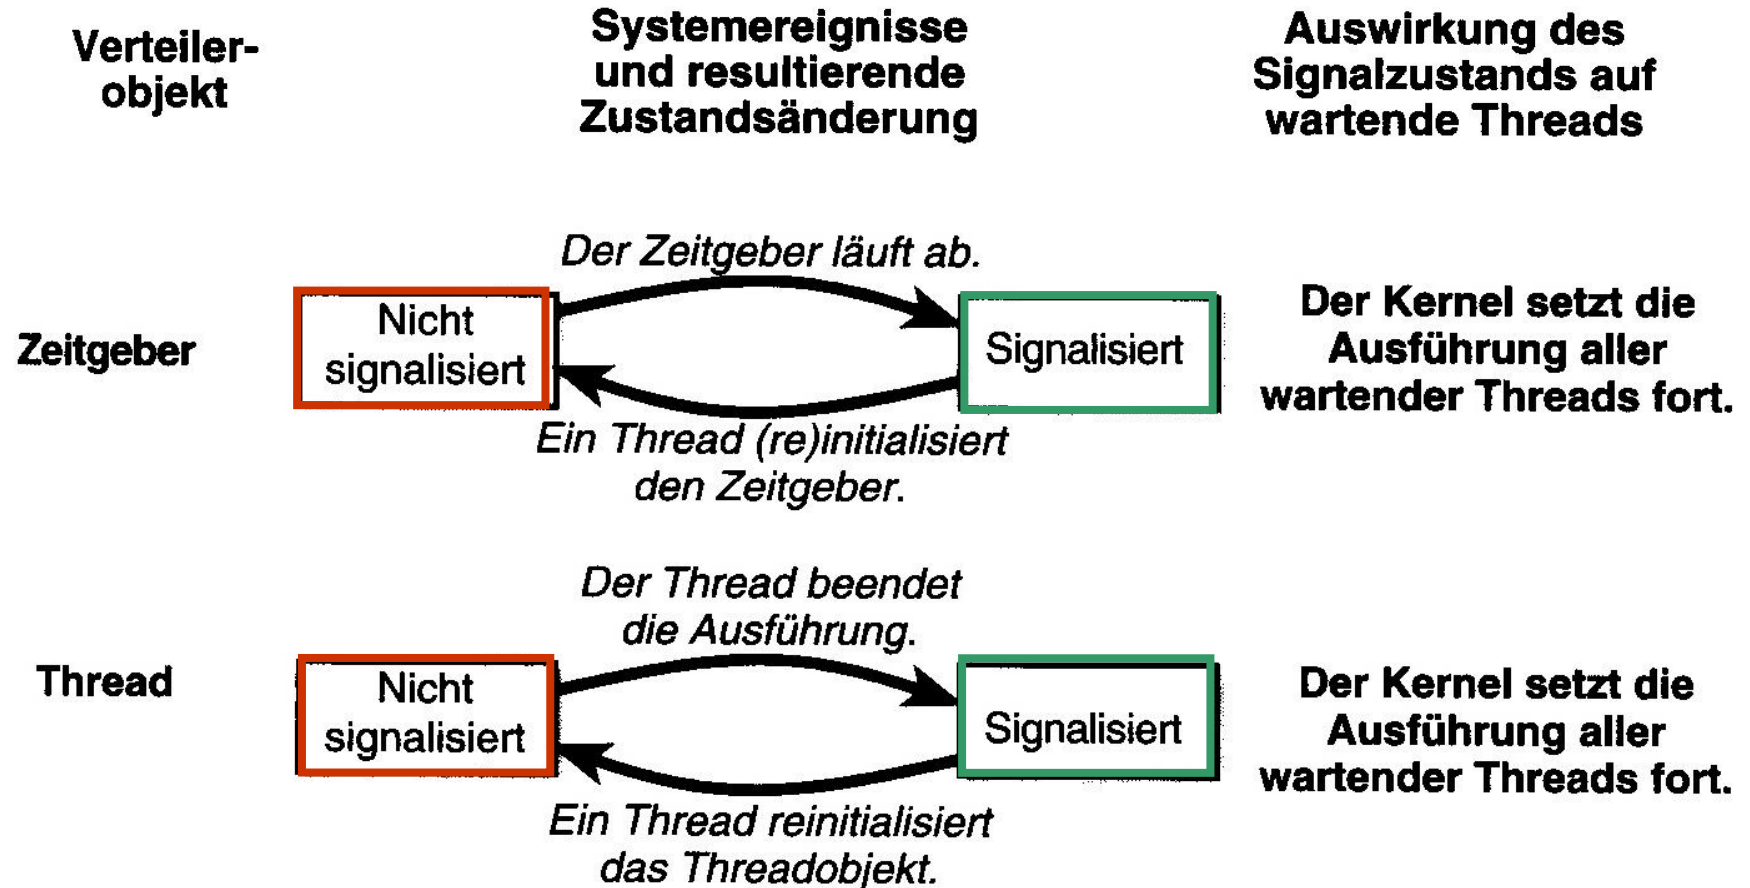 Verteiler-
objekt
Systemereignisse
und resultierende
Zustandsänderung
Auswirkung des
Signalzustands auf
wartende Threads
Zeitgeber
Der Zeitgeber läuft ab.
Nicht
signalisiert
Signalisiert
Ein Thread (re)initialisiert
den Zeitgeber.
Der Kernel setzt die
Ausführung aller
wartender Threads fort.
Thread
Der Thread beendet
die Ausführung.
Nicht
signalisiert
Signalisiert
Ein Thread reinitialisiert
das Threadobjekt.
Der Kernel setzt die
Ausführung aller
wartender Threads fort.